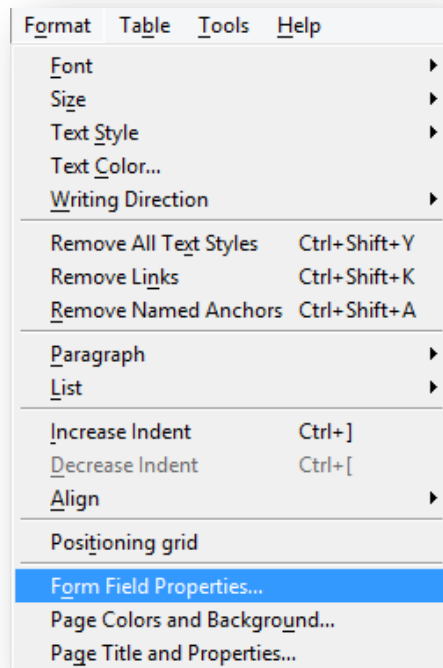 Format Table Tools Help
Font
Size
Text Style
Text Color...
Writing Direction
Remove All Text Styles Ctrl+Shift+Y
Remove Links Ctrl+Shift+K
Remove Named Anchors Ctrl+Shift+A
Paragraph
List
Increase Indent Ctrl+]
Decrease Indent Ctrl+[
Align
Positioning grid
Form Field Properties...
Page Colors and Background...
Page Title and Properties...